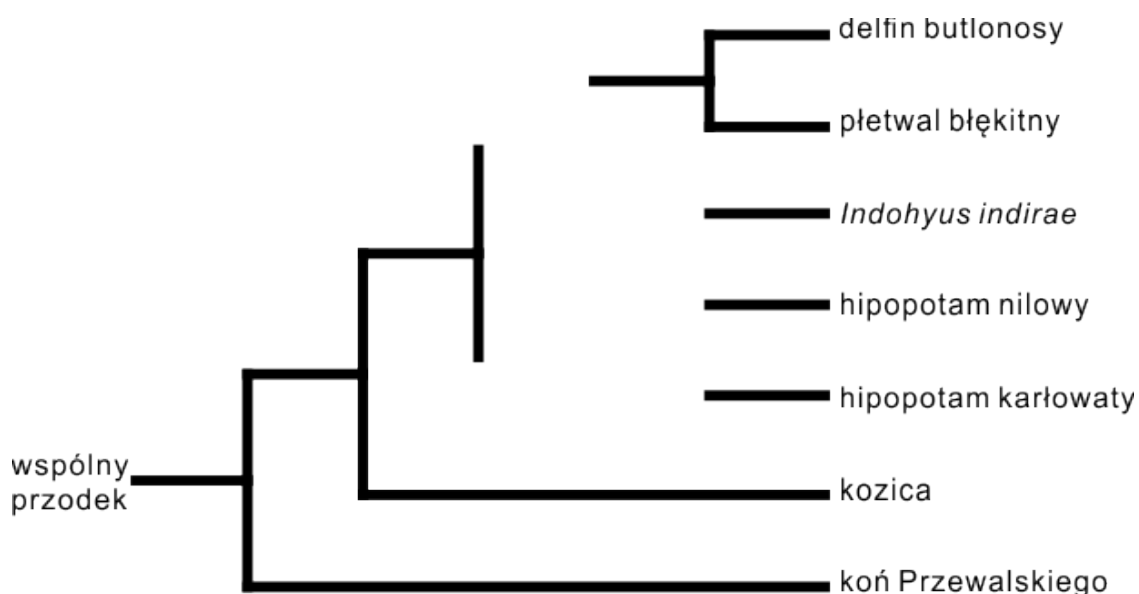 delfin butlonosy
płetwal błękitny
Indohyus indirae
hipopotam nilowy
hipopotam karłowaty
kozica
wspólny
przodek
koń Przewalskiego